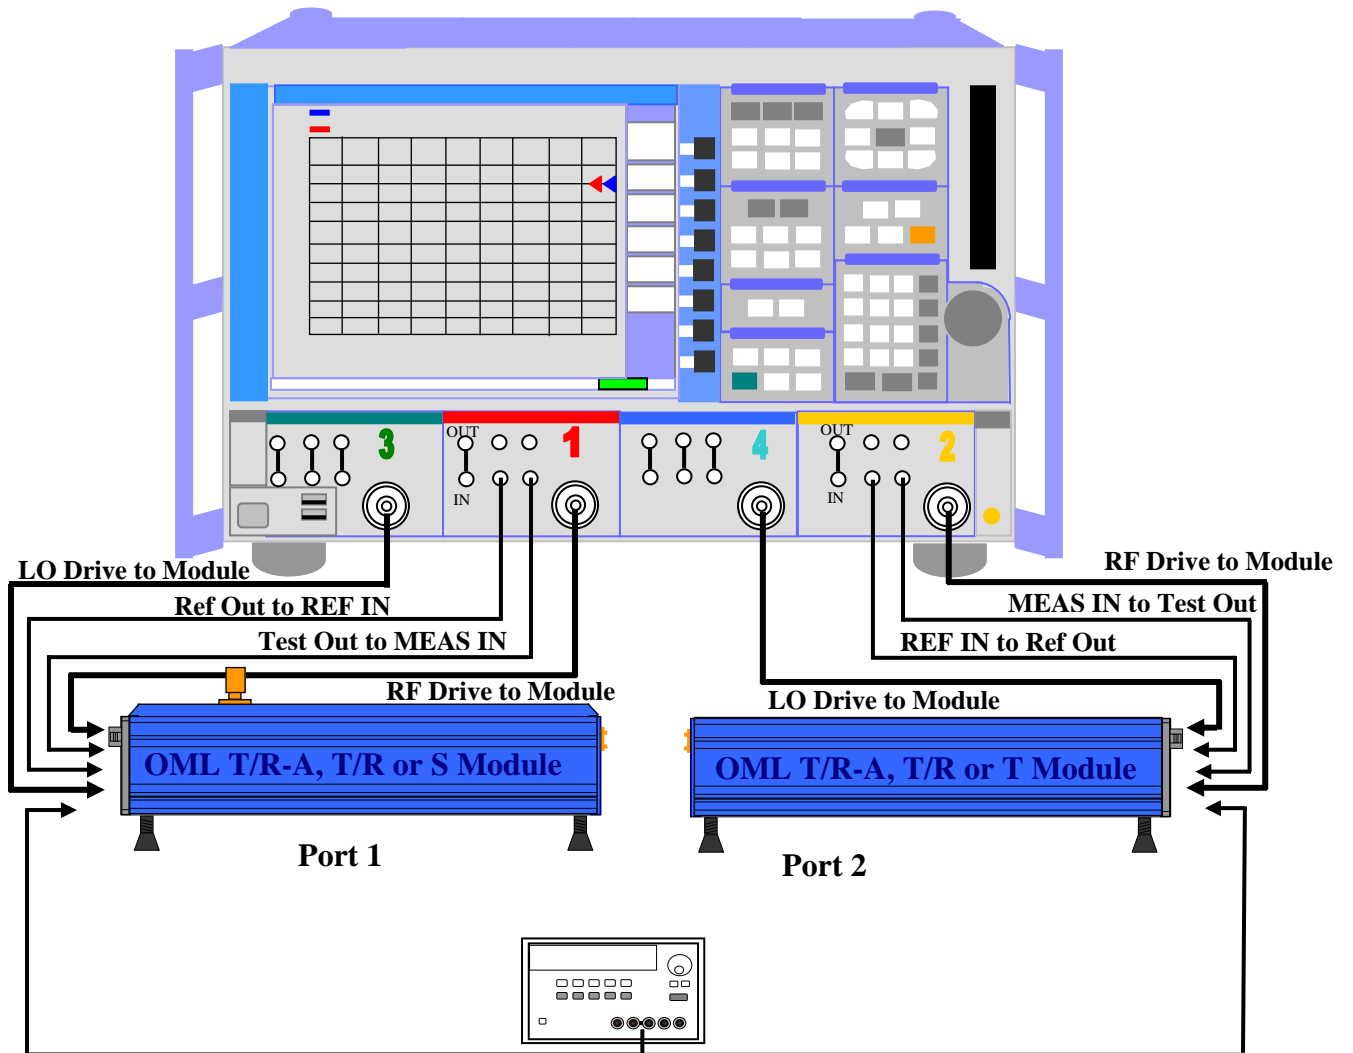 3
OUT
IN
1
4
OUT
IN
2
LO Drive to Module
RF Drive to Module
Ref Out to REF IN
MEAS IN to Test Out
Test Out to MEAS IN
REF IN to Ref Out
RF Drive to Module
LO Drive to Module
OML T/R-A, T/R or S Module
OML T/R-A, T/R or T Module
Port 1
Port 2